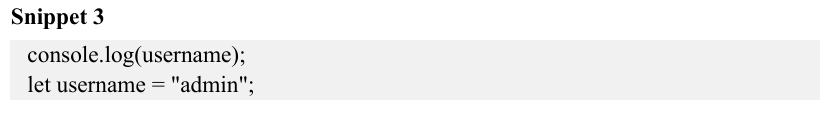 Snippet 3
console.log(username);
let username = "admin";